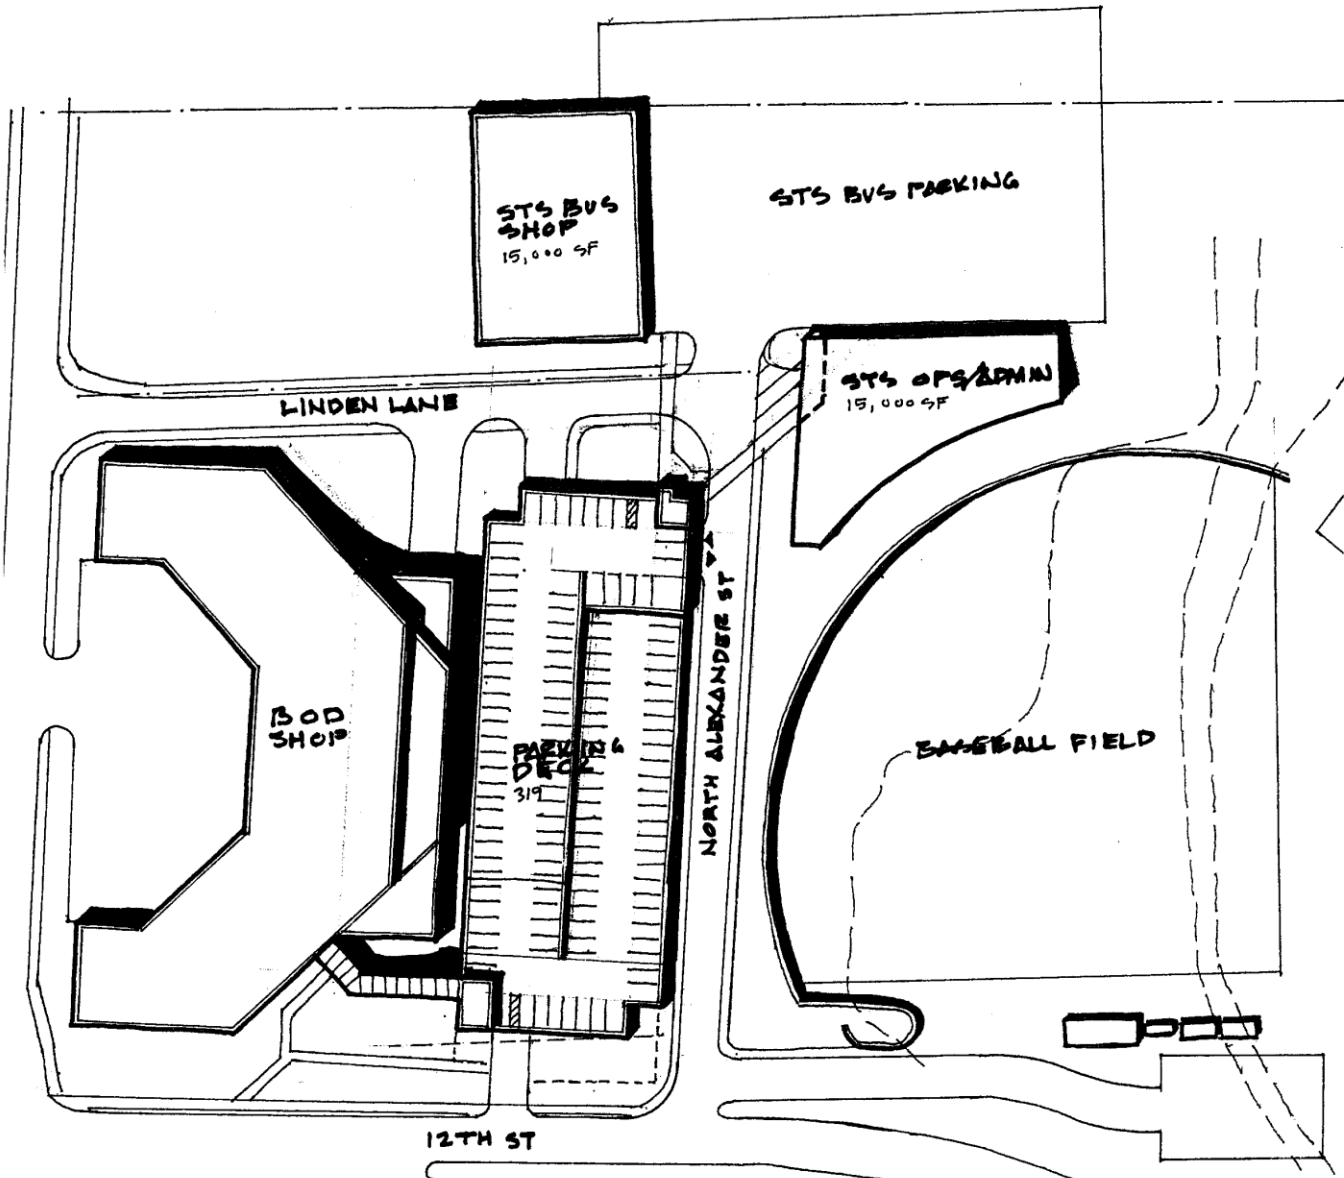 STS BUS PARKING
STS BUS
SHOP
15,000 SF
STS OPS/ADMIN
15,000 SF
LINDEN LANE
NORTH ALEXANDER ST
BOD
SHOP
PARKING
DECK
319
BASEBALL FIELD
12TH ST